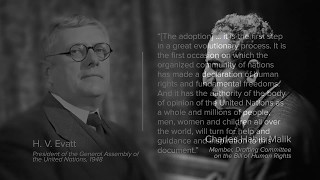 "[The adoption] ... it is the first step
in a great evolutionary process. It is
the first occasion on which the
organized community of nations
has made a declaration of human
rights and fundamental freedoms.
And it has the authority of the body
of opinion of the United Nations as
a whole and millions of people,
men, women and children all over
the world, will turn for help and
guidance and inspiration to this
document."
H. V. Evatt
President of the General Assembly of
the United Nations, 1948
Charles Habib Malik
Member, Drafting Committee
on the Bill of Human Rights